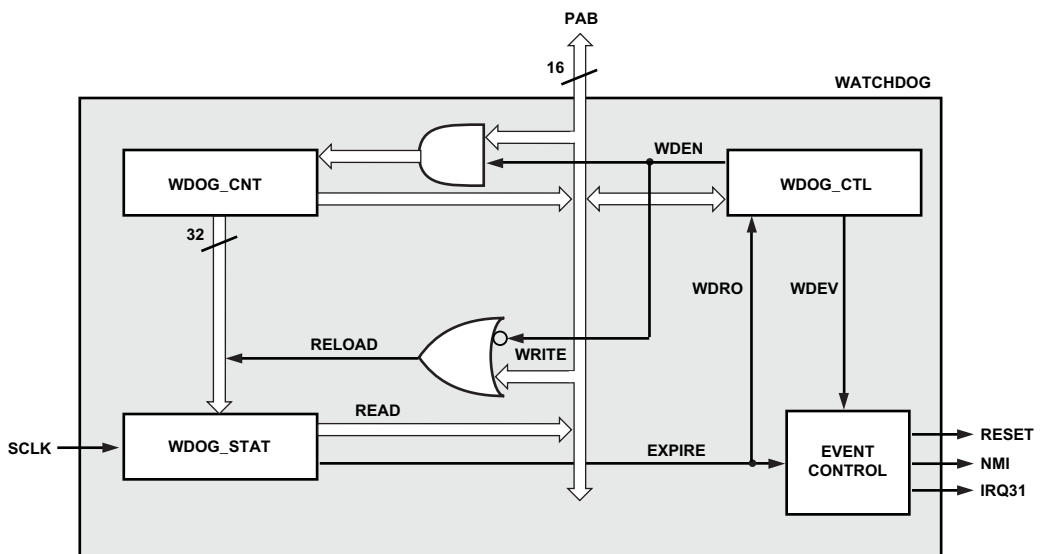 PAB
16
WATCHDOG
WDEN
WDOG_CNT
WDOG_CTL
32
WDRO
WDEV
RELOAD
WRITE
READ
SCLK
WDOG_STAT
EXPIRE
EVENT
CONTROL
RESET
NMI
IRQ31